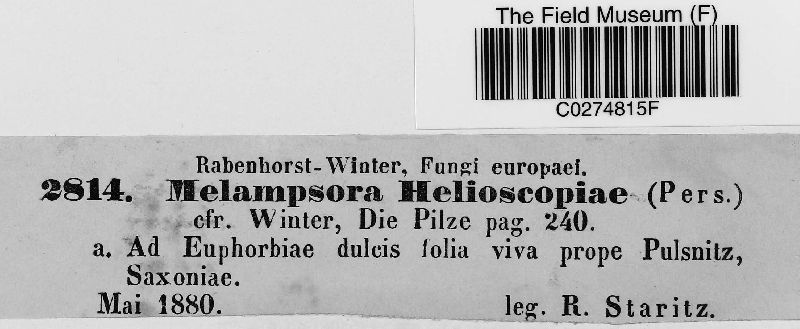 The Field Museum (F)
C0274815F
Rabenhorst-Winter, Fungi europaei.
2814. Melampsora Helioscopiae (Pers.)
cfr. Winter, Die Pilze pag. 240.
a. Ad Euphorbiae dulcis folia viva prope Pulsnitz,
Saxoniae.
Mai 1880. leg. R. Staritz.